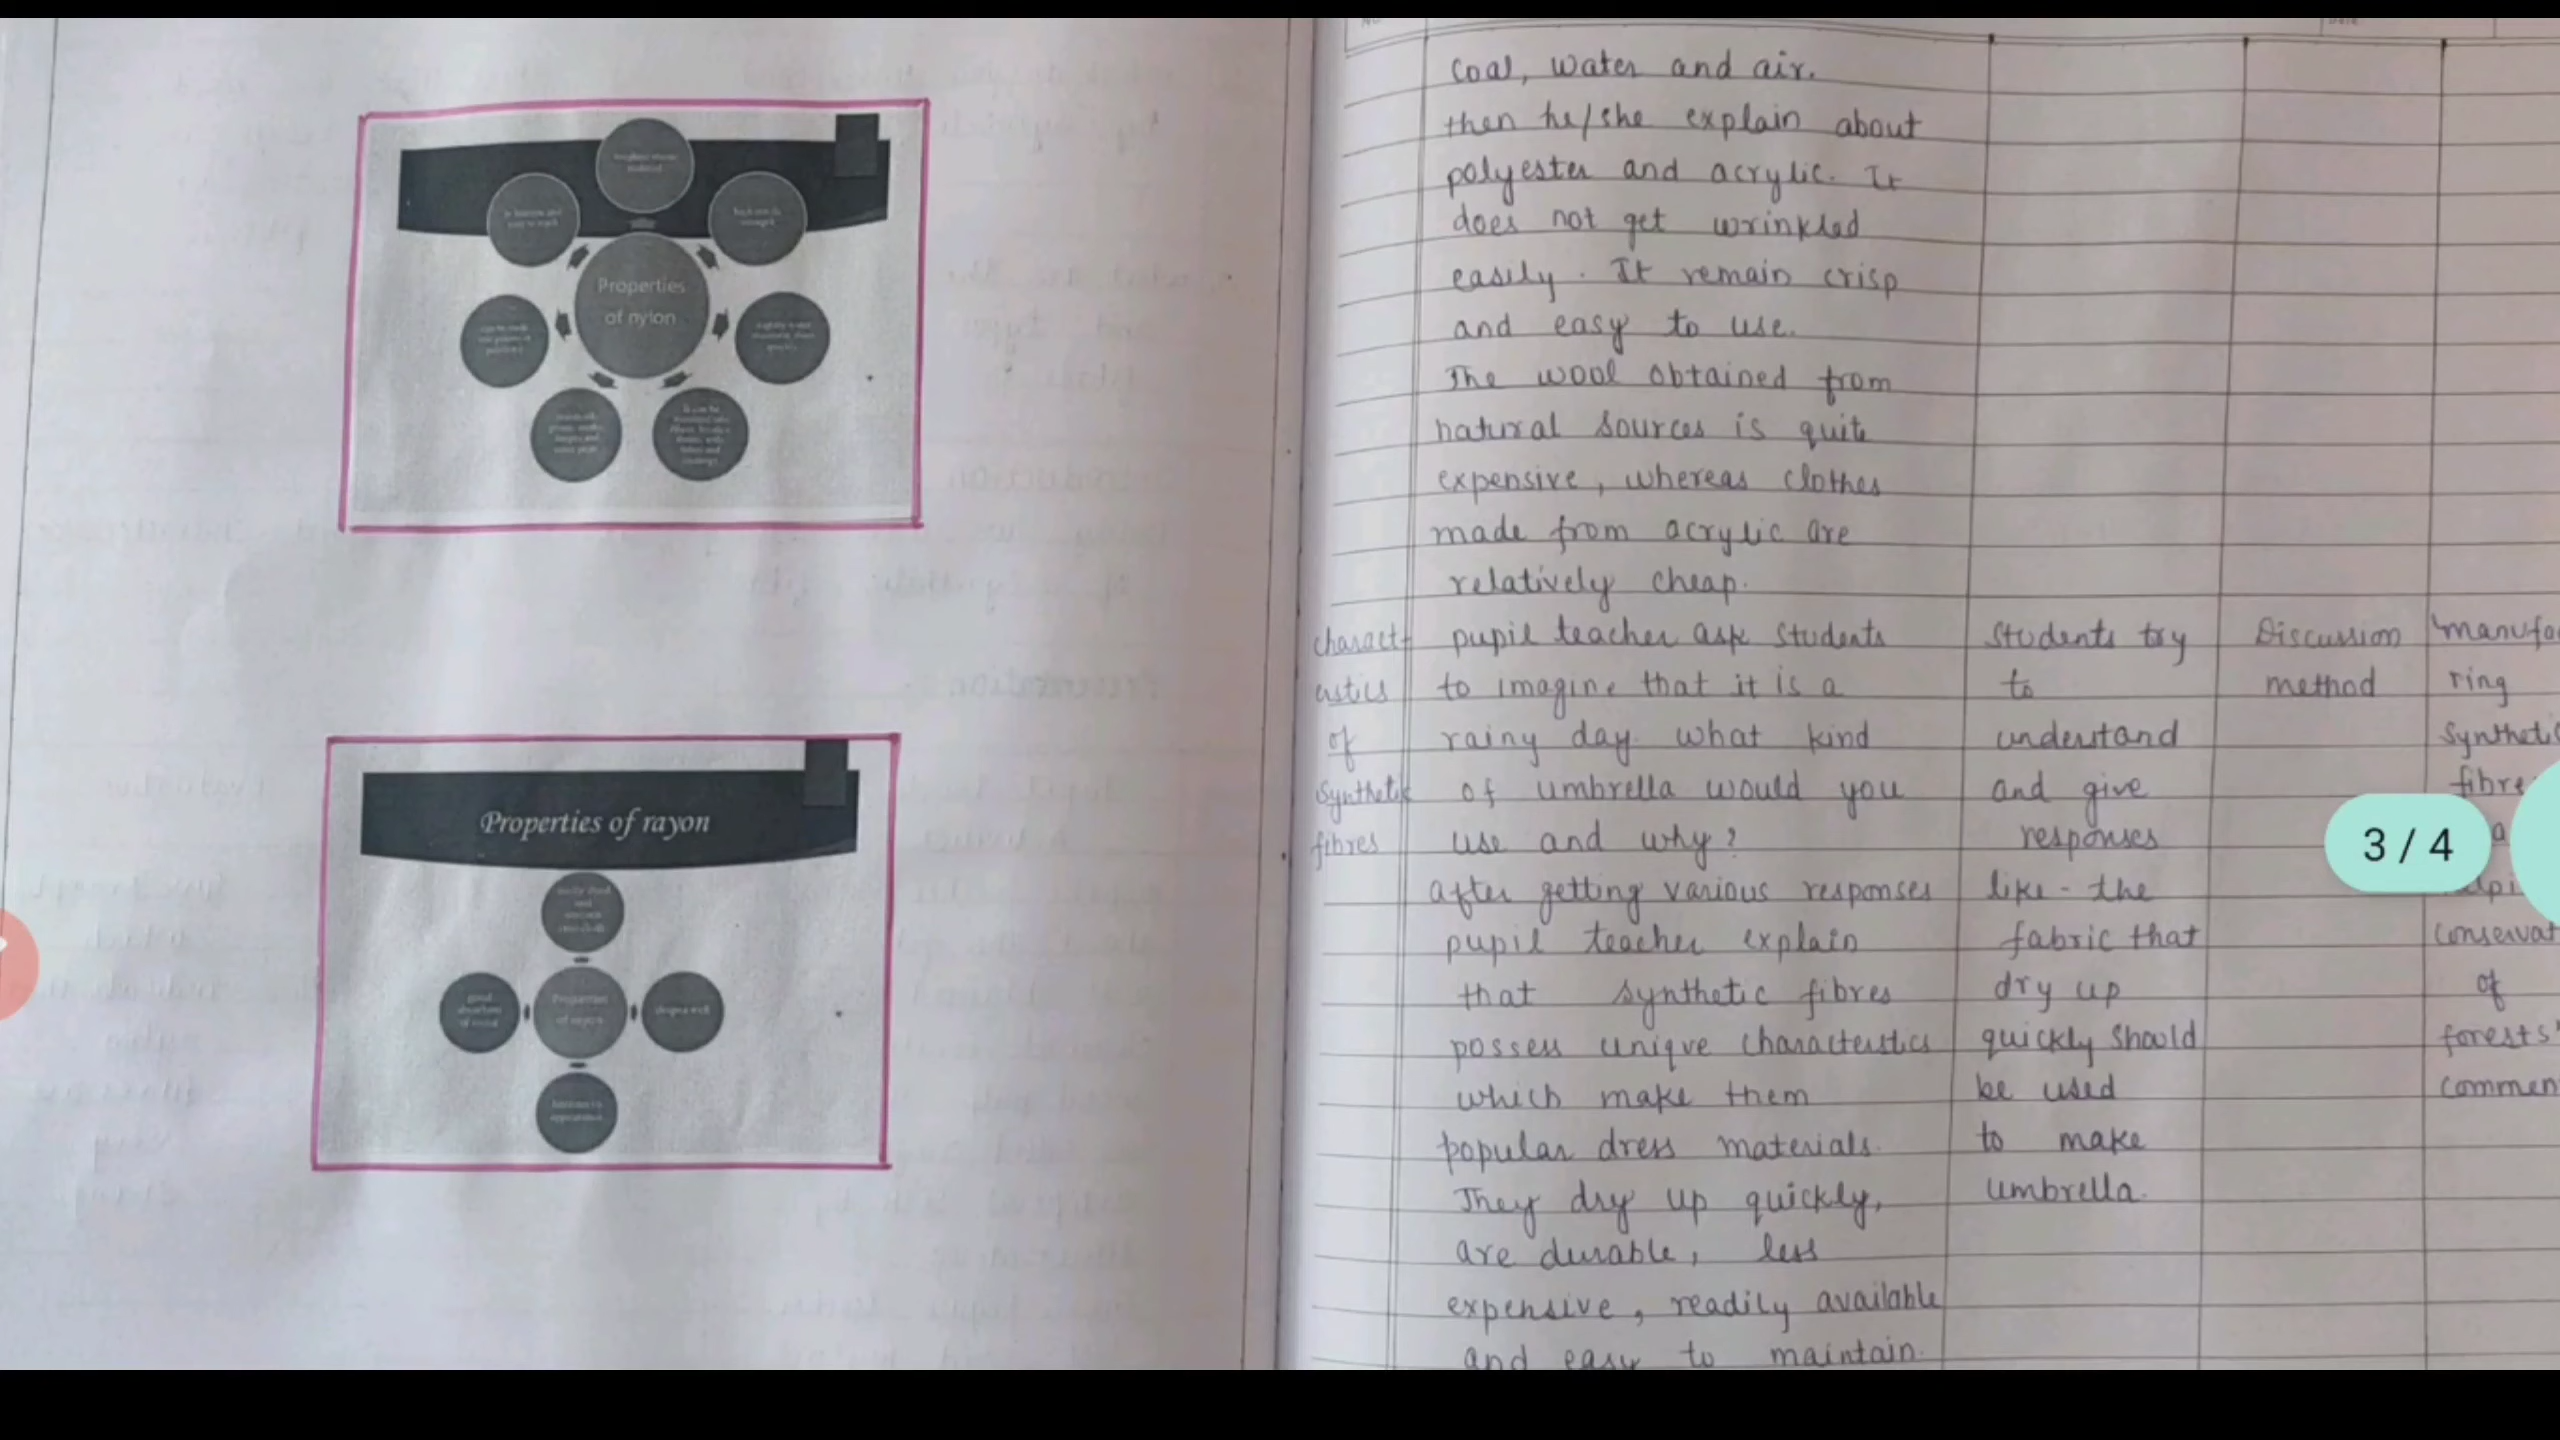 Properties
of nylon
Properties of rayon
Properties
of rayon
coal, water and air.
then he/she explain about
polyester and acrylic. It
does not get wrinkled
easily. It remain crisp
and easy to use.
The wool obtained from
natural sources is quite
expensive, whereas clothes
made from acrylic are
relatively cheap.
charact-
eristics
of
synthetic
fibres
pupil teacher ask students
to imagine that it is a
rainy day. what kind
of umbrella would you
use and why?
after getting various responses
pupil teacher explain
that synthetic fibres
possess unique characteristics
which make them
popular dress materials.
They dry up quickly,
are durable, less
expensive, readily available
and easy to maintain.
Students try
to
understand
and give
responses
like - the
fabric that
dry up
quickly should
be used
to make
umbrella.
Discussion
method
"manufa
ring
synthetic
fibre
a
lpi
conservat
of
forests"
commen
3 / 4